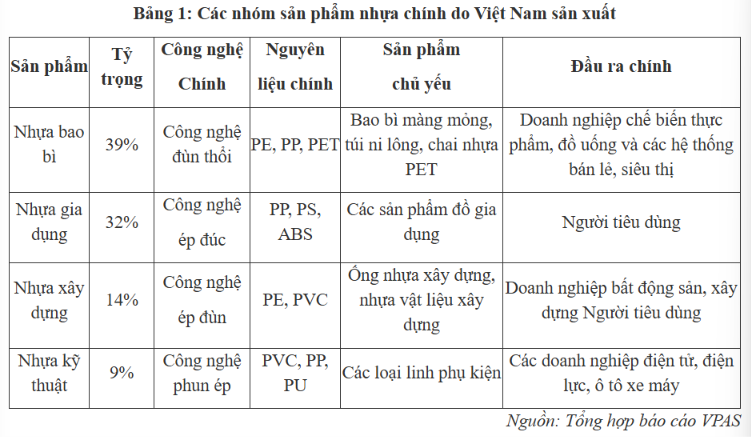 Bảng 1: Các nhóm sản phẩm nhựa chính do Việt Nam sản xuất
Sản phẩm
Tỷ
trọng
Công nghệ
Chính
Nguyên
liệu chính
Sản phẩm
chủ yếu
Đầu ra chính
Nhựa bao
bì
39%
Công nghệ
đùn thổi
PE, PP, PET
Bao bì màng mỏng,
túi ni lông, chai nhựa
PET
Doanh nghiệp chế biến thực
phẩm, đồ uống và các hệ thống
bán lẻ, siêu thị
Nhựa gia
dụng
32%
Công nghệ
ép đúc
PP, PS,
ABS
Các sản phẩm đồ gia
dụng
Người tiêu dùng
Nhựa xây
dựng
14%
Công nghệ
ép đùn
PE, PVC
Ống nhựa xây dựng,
nhựa vật liệu xây
dựng
Doanh nghiệp bất động sản, xây
dựng Người tiêu dùng
Nhựa kỹ
thuật
9%
Công nghệ
phun ép
PVC, PP,
PU
Các loại linh phụ kiện
Các doanh nghiệp điện tử, điện
lực, ô tô xe máy
Nguồn: Tổng hợp báo cáo VPAS